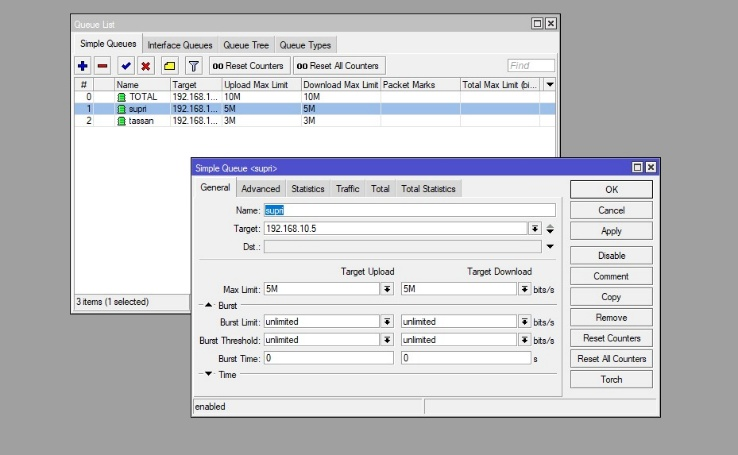 Queue List
Simple Queues Interface Queues Queue Tree Queue Types
00 Reset Counters 00 Reset All Counters Find
# Name Target Upload Max Limit Download Max Limit Packet Marks Total Max Limit (bi...
0 TOTAL 192.168.1... 10M 10M
1 supri 192.168.1... 5M 5M
2 tassan 192.168.1... 3M 3M
3 items (1 selected)
Simple Queue <supri>
General Advanced Statistics Traffic Total Total Statistics
Name: supri
Target: 192.168.10.5
Dst.:
Target Upload Target Download
Max Limit: 5M 5M bits/s
Burst
Burst Limit: unlimited unlimited bits/s
Burst Threshold: unlimited unlimited bits/s
Burst Time: 0 0 s
Time
enabled
OK
Cancel
Apply
Disable
Comment
Copy
Remove
Reset Counters
Reset All Counters
Torch